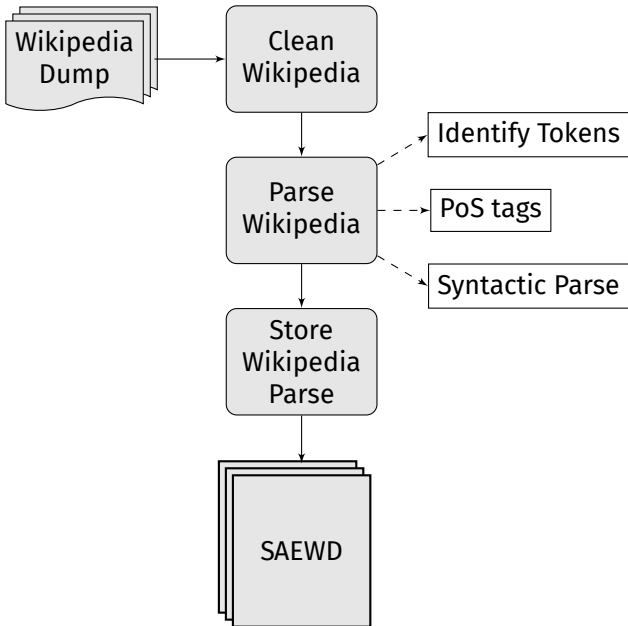 Wikipedia
Dump
Clean
Wikipedia
Identify Tokens
Parse
Wikipedia
PoS tags
Syntactic Parse
Store
Wikipedia
Parse
SAEWD